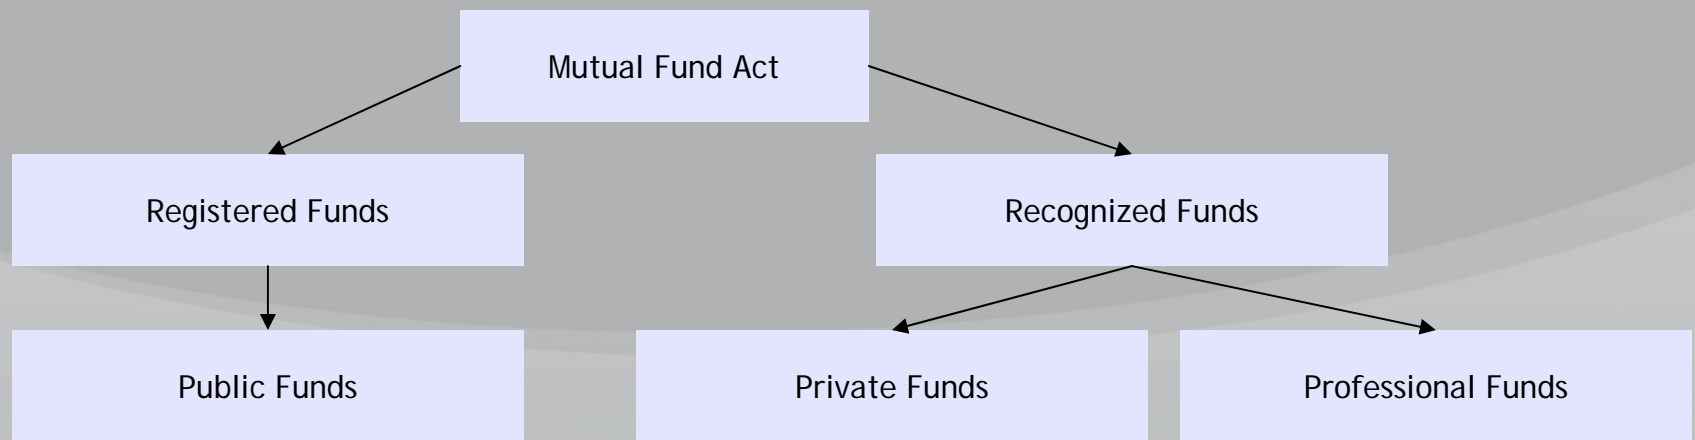 Mutual Fund Act
Registered Funds
Recognized Funds
Public Funds
Private Funds
Professional Funds